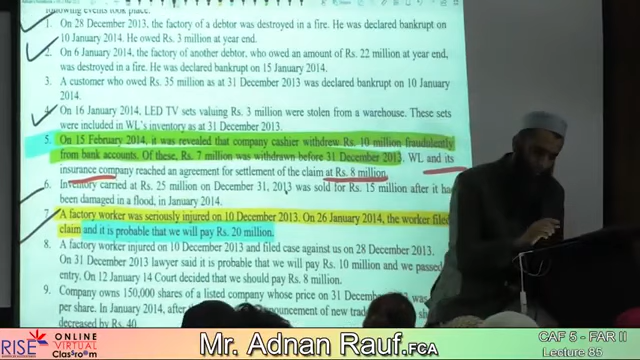 following events took place.
1. On 28 December 2013, the factory of a debtor was destroyed in a fire. He was declared bankrupt on
10 January 2014. He owed Rs. 3 million at year end.
2. On 6 January 2014, the factory of another debtor, who owed an amount of Rs. 22 million at year end,
was destroyed in a fire. He was declared bankrupt on 15 January 2014.
3. A customer who owed Rs. 35 million as at 31 December 2013 was declared bankrupt on 10 January
2014.
4. On 16 January 2014, LED TV sets valuing Rs. 3 million were stolen from a warehouse. These sets
were included in WL's inventory as at 31 December 2013.
5. On 15 February 2014, it was revealed that company cashier withdrew Rs. 10 million fraudulently
from bank accounts. Of these, Rs. 7 million was withdrawn before 31 December 2013. WL and its
insurance company reached an agreement for settlement of the claim at Rs. 8 million.
6. Inventory carried at Rs. 25 million on December 31, 2013 was sold for Rs. 15 million after it had
been damaged in a flood, in January 2014.
7. A factory worker was seriously injured on 10 December 2013. On 26 January 2014, the worker filed
claim and it is probable that we will pay Rs. 20 million.
8. A factory worker injured on 10 December 2013 and filed case against us on 28 December 2013.
On 31 December 2013 lawyer said it is probable that we will pay Rs. 10 million and we passed
entry. On 12 January 14 Court decided that we should pay Rs. 8 million.
9. Company owns 150,000 shares of a listed company whose price on 31 December 2013 was
per share. In January 2014, after the announcement of new
decreased by Rs. 40
RISE
ONLINE
VIRTUAL
Classroom
Mr. Adnan Rauf.FCA
CAF 5 - FAR II
Lecture 85